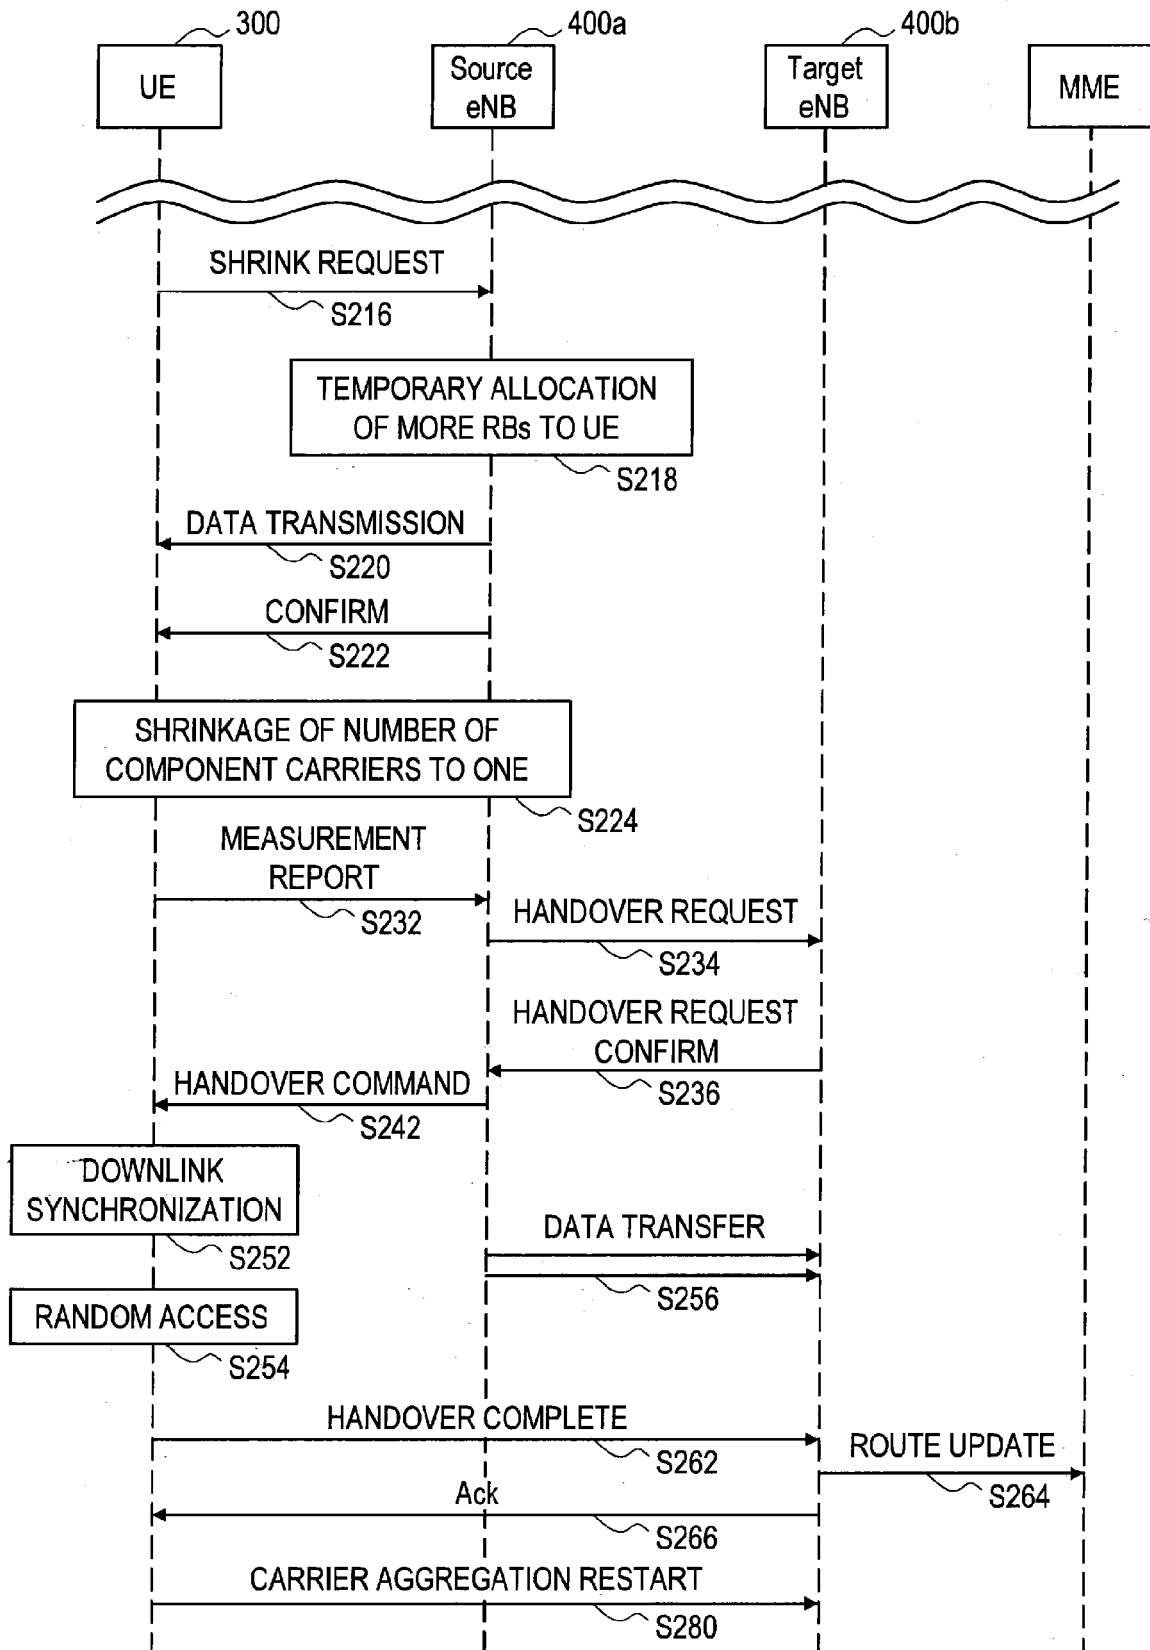 300
400a
400b
UE
Source
eNB
Target
eNB
MME
SHRINK REQUEST
S216
TEMPORARY ALLOCATION
OF MORE RBs TO UE
S218
DATA TRANSMISSION
S220
CONFIRM
S222
SHRINKAGE OF NUMBER OF
COMPONENT CARRIERS TO ONE
S224
MEASUREMENT
REPORT
S232
HANDOVER REQUEST
S234
HANDOVER REQUEST
CONFIRM
S236
HANDOVER COMMAND
S242
DOWNLINK
SYNCHRONIZATION
S252
DATA TRANSFER
S256
RANDOM ACCESS
S254
HANDOVER COMPLETE
S262
ROUTE UPDATE
S264
Ack
S266
CARRIER AGGREGATION RESTART
S280